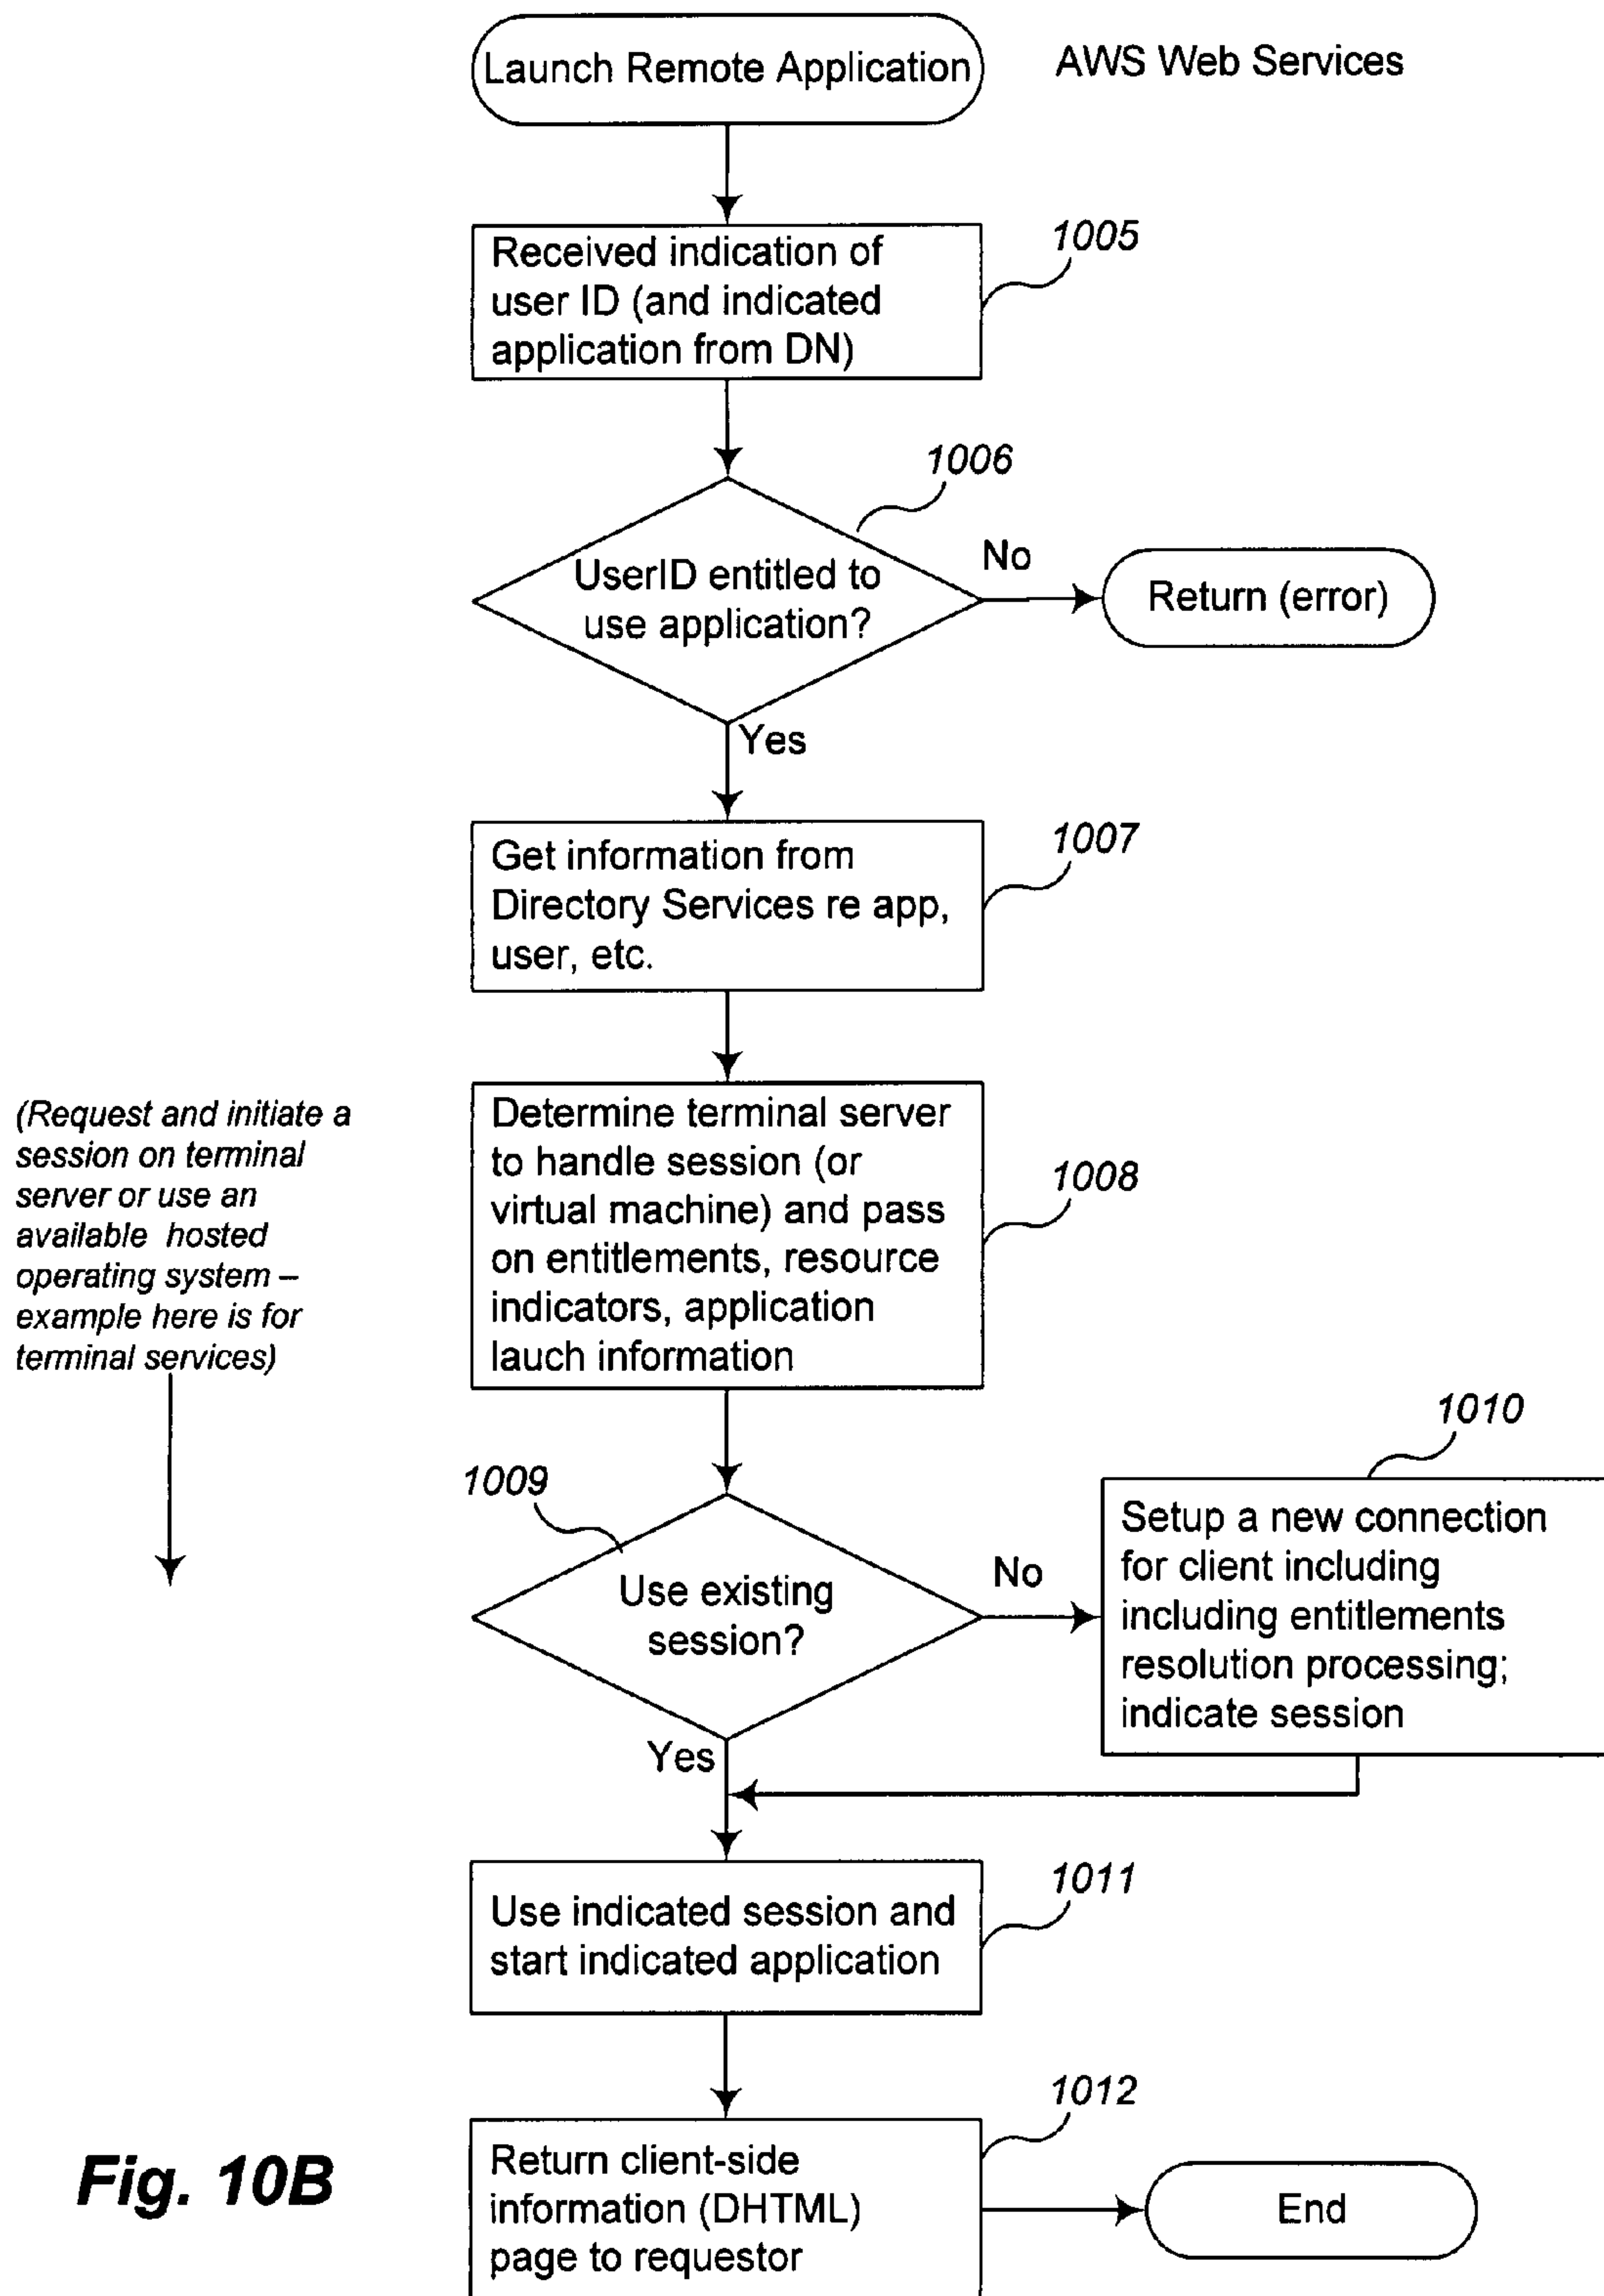 Launch Remote Application
AWS Web Services
Received indication of
user ID (and indicated
application from DN)
1005
1006
UserID entitled to
use application?
No
Return (error)
Yes
Get information from
Directory Services re app,
user, etc.
1007
(Request and initiate a
session on terminal
server or use an
available hosted
operating system –
example here is for
terminal services)
Determine terminal server
to handle session (or
virtual machine) and pass
on entitlements, resource
indicators, application
lauch information
1008
1009
Use existing
session?
No
1010
Setup a new connection
for client including
including entitlements
resolution processing;
indicate session
Yes
Use indicated session and
start indicated application
1011
Return client-side
information (DHTML)
page to requestor
1012
End
Fig. 10B